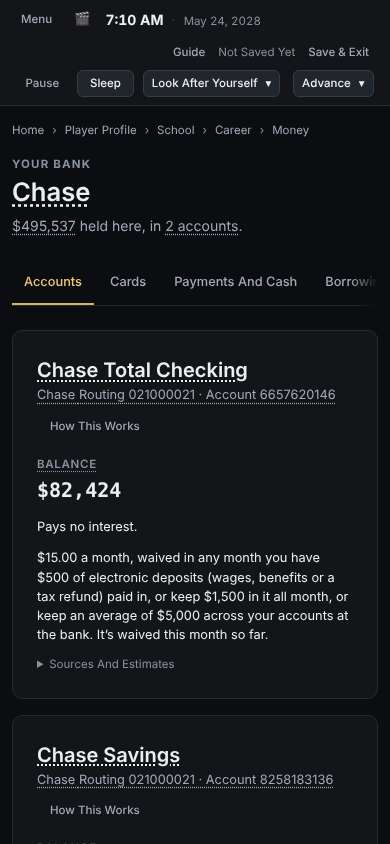 Menu 🎬 7:10 AM · May 24, 2028
Guide Not Saved Yet Save & Exit
Pause Sleep Look After Yourself ▾ Advance ▾
Home › Player Profile › School › Career › Money
YOUR BANK
Chase
$495,537 held here, in 2 accounts.
Accounts Cards Payments And Cash Borrowin
Chase Total Checking
Chase Routing 021000021 · Account 6657620146
How This Works
BALANCE
$82,424
Pays no interest.
$15.00 a month, waived in any month you have
$500 of electronic deposits (wages, benefits or a
tax refund) paid in, or keep $1,500 in it all month, or
keep an average of $5,000 across your accounts at
the bank. It’s waived this month so far.
▶ Sources And Estimates
Chase Savings
Chase Routing 021000021 · Account 8258183136
How This Works